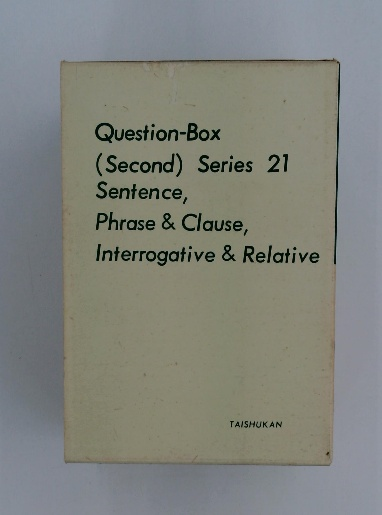 Question-Box
(Second) Series 21
Sentence,
Phrase & Clause,
Interrogative & Relative
TAISHUKAN